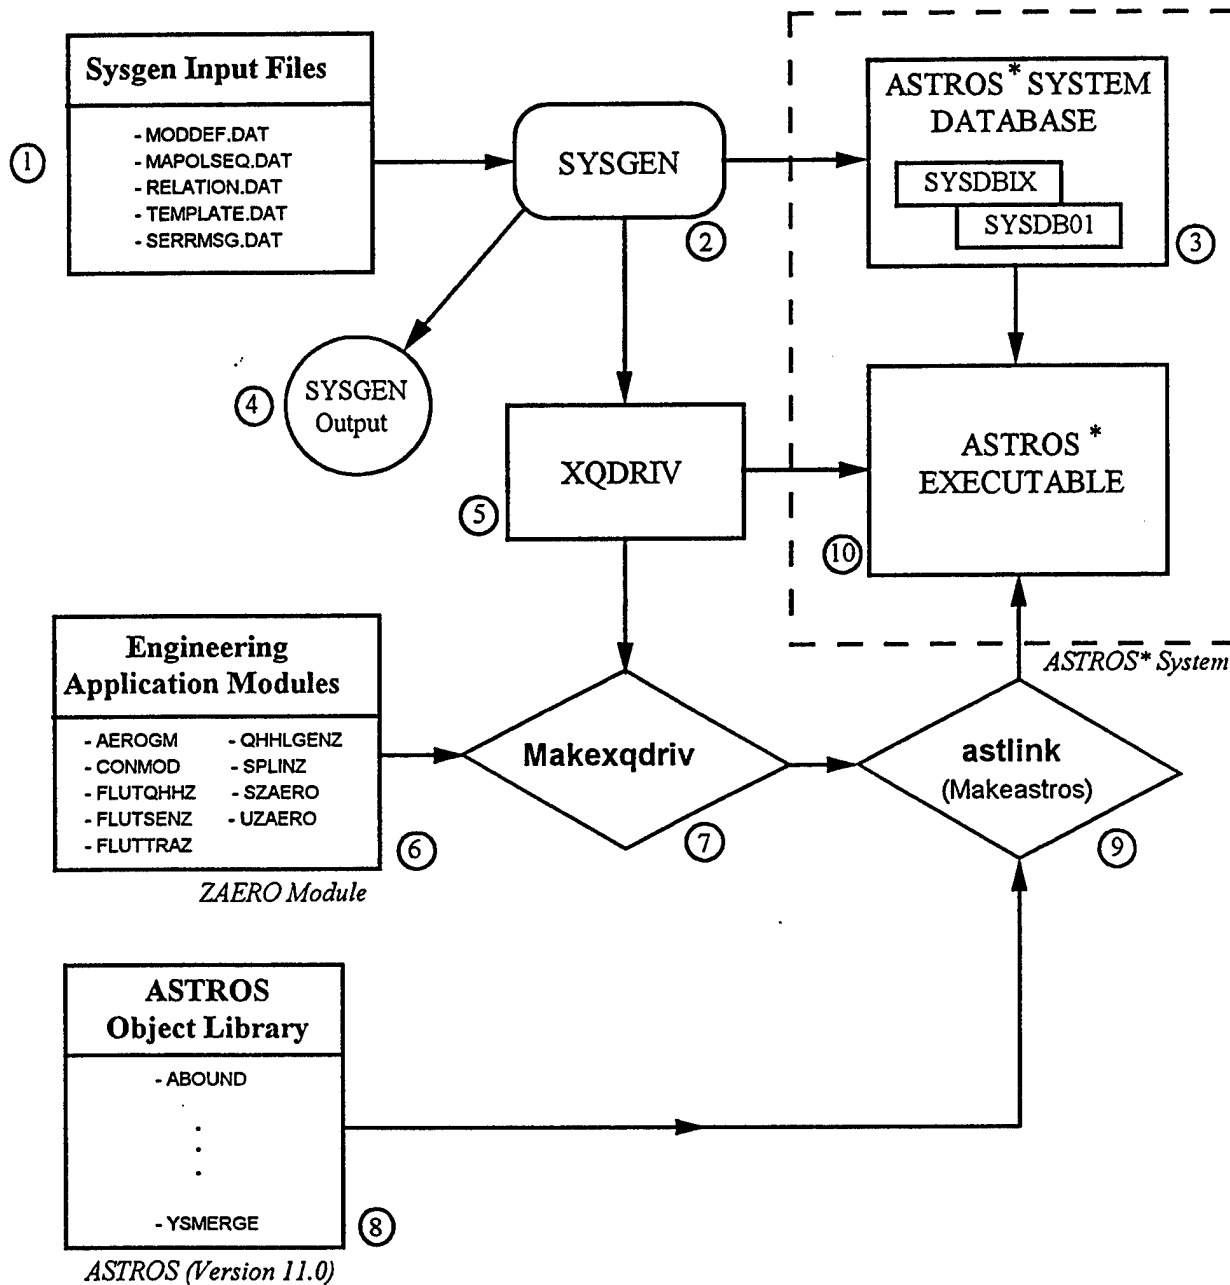 Sysgen Input Files
- MODDEF.DAT
- MAPOLSEQ.DAT
- RELATION.DAT
- TEMPLATE.DAT
- SERRMSG.DAT
1
SYSGEN
2
ASTROS* SYSTEM
DATABASE
SYSDBIX
SYSDB01
3
SYSGEN
Output
4
XQDRIV
5
ASTROS*
EXECUTABLE
10
ASTROS* System
Engineering
Application Modules
- AEROGM
- CONMOD
- FLUTQHHZ
- FLUTSENZ
- FLUTTRAZ
- QHHLGENZ
- SPLINZ
- SZAERO
- UZAERO
6
ZAERO Module
Makexqdriv
7
astlink
(Makeastros)
9
ASTROS
Object Library
- ABOUND
.
.
.
- YSMERGE
8
ASTROS (Version 11.0)